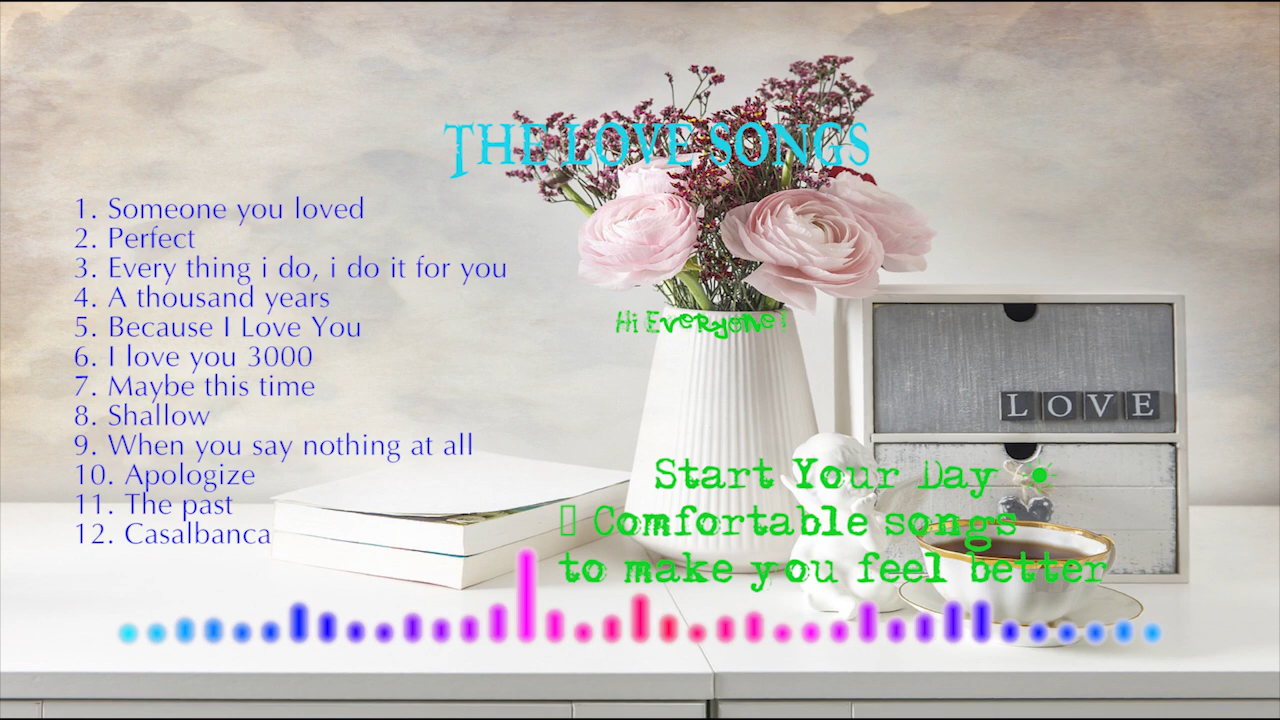 THE LOVE SONGS
1. Someone you loved
2. Perfect
3. Every thing i do, i do it for you
4. A thousand years
5. Because I Love You
6. I love you 3000
7. Maybe this time
8. Shallow
9. When you say nothing at all
10. Apologize
11. The past
12. Casalbanca
Hi Everyone!
LOVE
Start Your Day •
Comfortable songs
to make you feel better